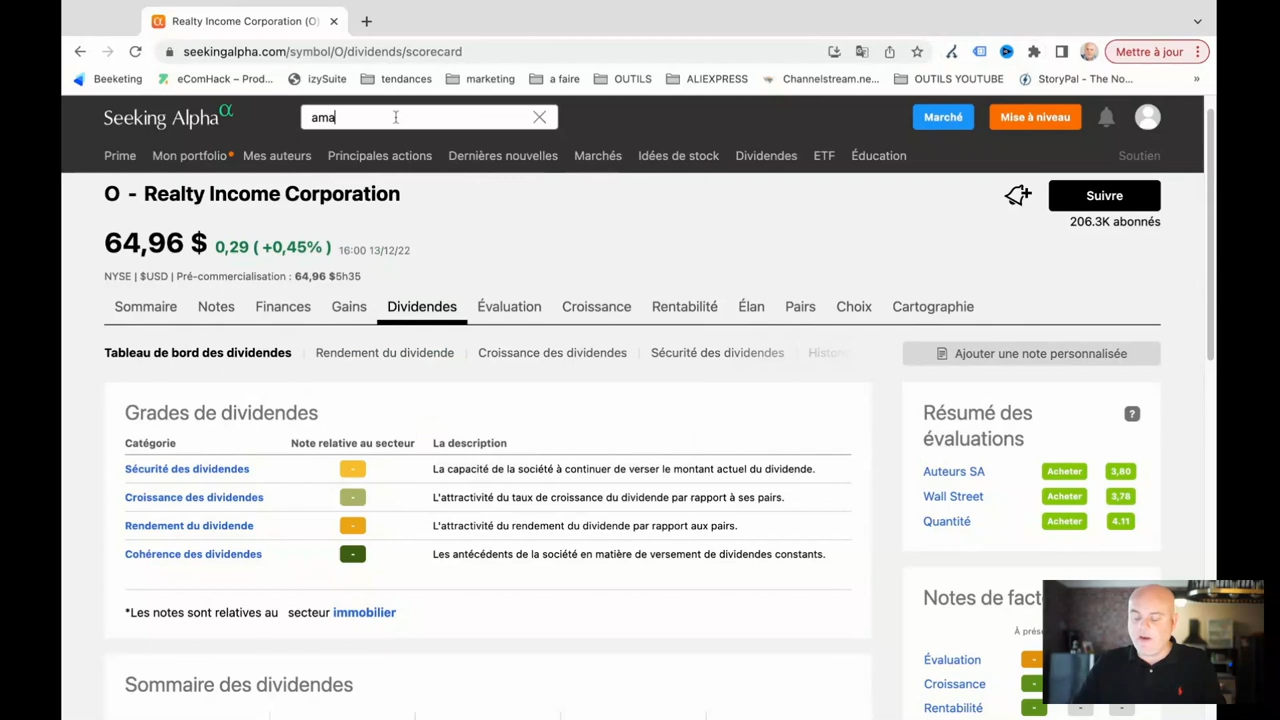 Realty Income Corporation (O)
seekingalpha.com/symbol/O/dividends/scorecard
Mettre à jour
Beeketing
eComHack – Prod...
izySuite
tendances
marketing
a faire
OUTILS
ALIEXPRESS
Channelstream.ne...
OUTILS YOUTUBE
StoryPal - The No...
»
Seeking Alpha α
ama
Marché
Mise à niveau
Prime
Mon portfolio
Mes auteurs
Principales actions
Dernières nouvelles
Marchés
Idées de stock
Dividendes
ETF
Éducation
Soutien
O - Realty Income Corporation
Suivre
206.3K abonnés
64,96 $ 0,29 ( +0,45% ) 16:00 13/12/22
NYSE | $USD | Pré-commercialisation : 64,96 $5h35
Sommaire
Notes
Finances
Gains
Dividendes
Évaluation
Croissance
Rentabilité
Élan
Pairs
Choix
Cartographie
Tableau de bord des dividendes
Rendement du dividende
Croissance des dividendes
Sécurité des dividendes
Histo
Ajouter une note personnalisée
Grades de dividendes
Catégorie Note relative au secteur La description
Sécurité des dividendes - La capacité de la société à continuer de verser le montant actuel du dividende.
Croissance des dividendes - L'attractivité du taux de croissance du dividende par rapport à ses pairs.
Rendement du dividende - L'attractivité du rendement du dividende par rapport aux pairs.
Cohérence des dividendes - Les antécédents de la société en matière de versement de dividendes constants.
*Les notes sont relatives au secteur immobilier
Sommaire des dividendes
Résumé des
évaluations
?
Auteurs SA Acheter 3,80
Wall Street Acheter 3,78
Quantité Acheter 4.11
Notes de facte
À prése
Évaluation -
Croissance -
Rentabilité - - -